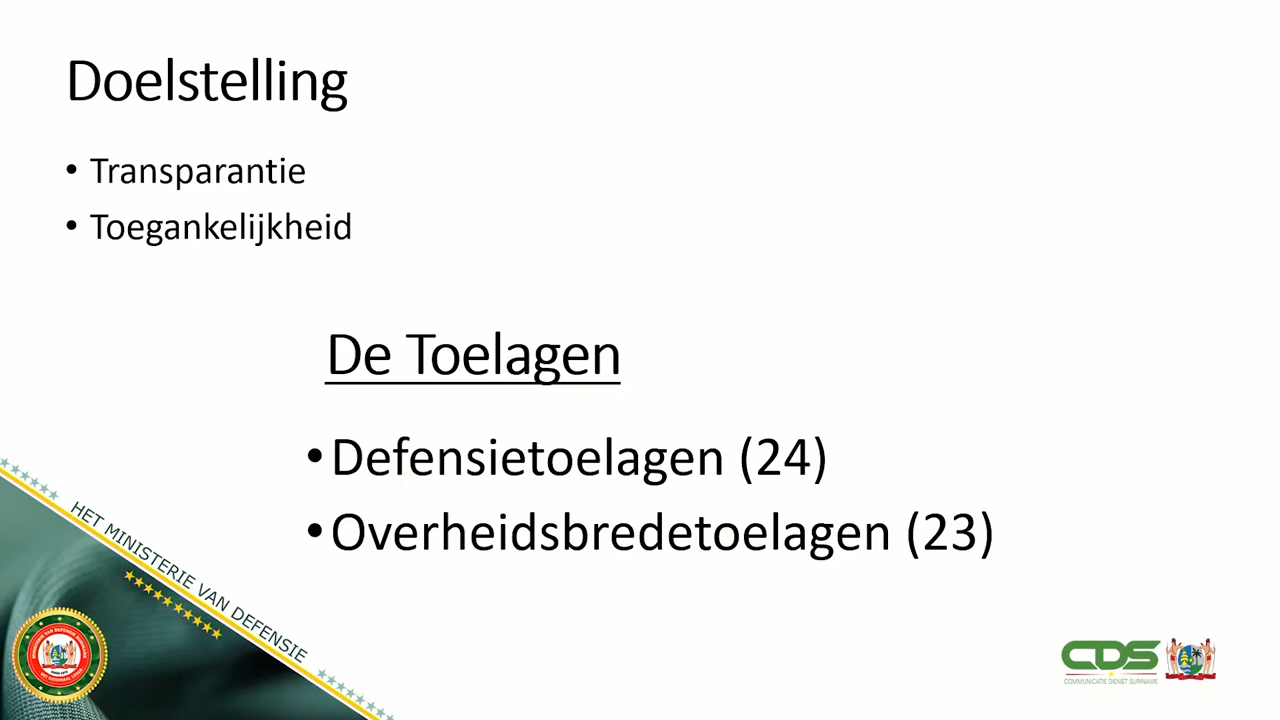 Doelstelling
• Transparantie
• Toegankelijkheid
De Toelagen
• Defensietoelagen (24)
• Overheidsbredetoelagen (23)
HET MINISTERIE VAN DEFENSIE
CDS
COMMUNICATIE DIENST SURINAME